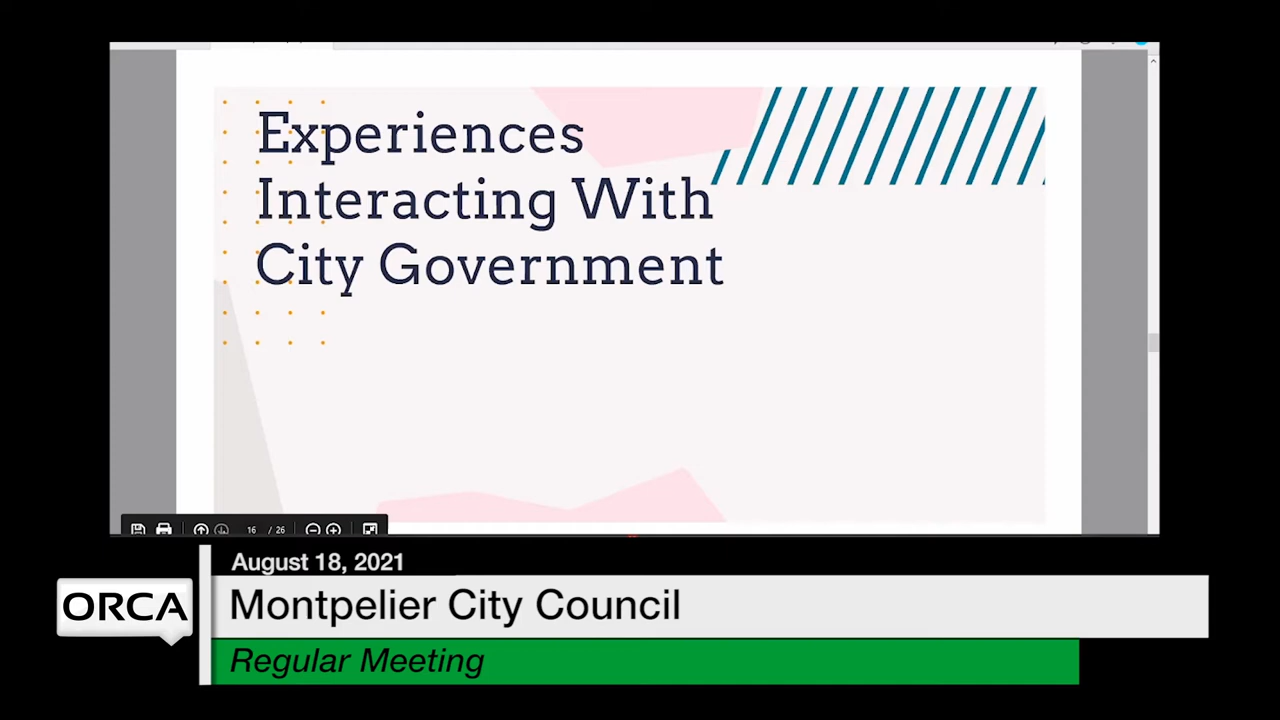 Experiences
Interacting With
City Government
16 / 26
August 18, 2021
ORCA
Montpelier City Council
Regular Meeting